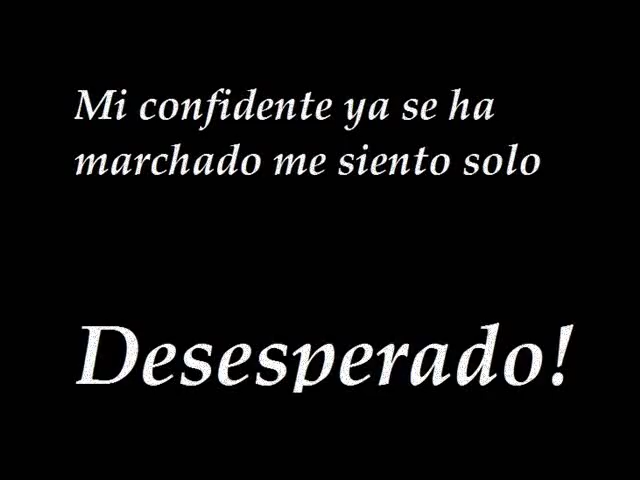 Mi confidente ya se ha
marchado me siento solo
Desesperado!